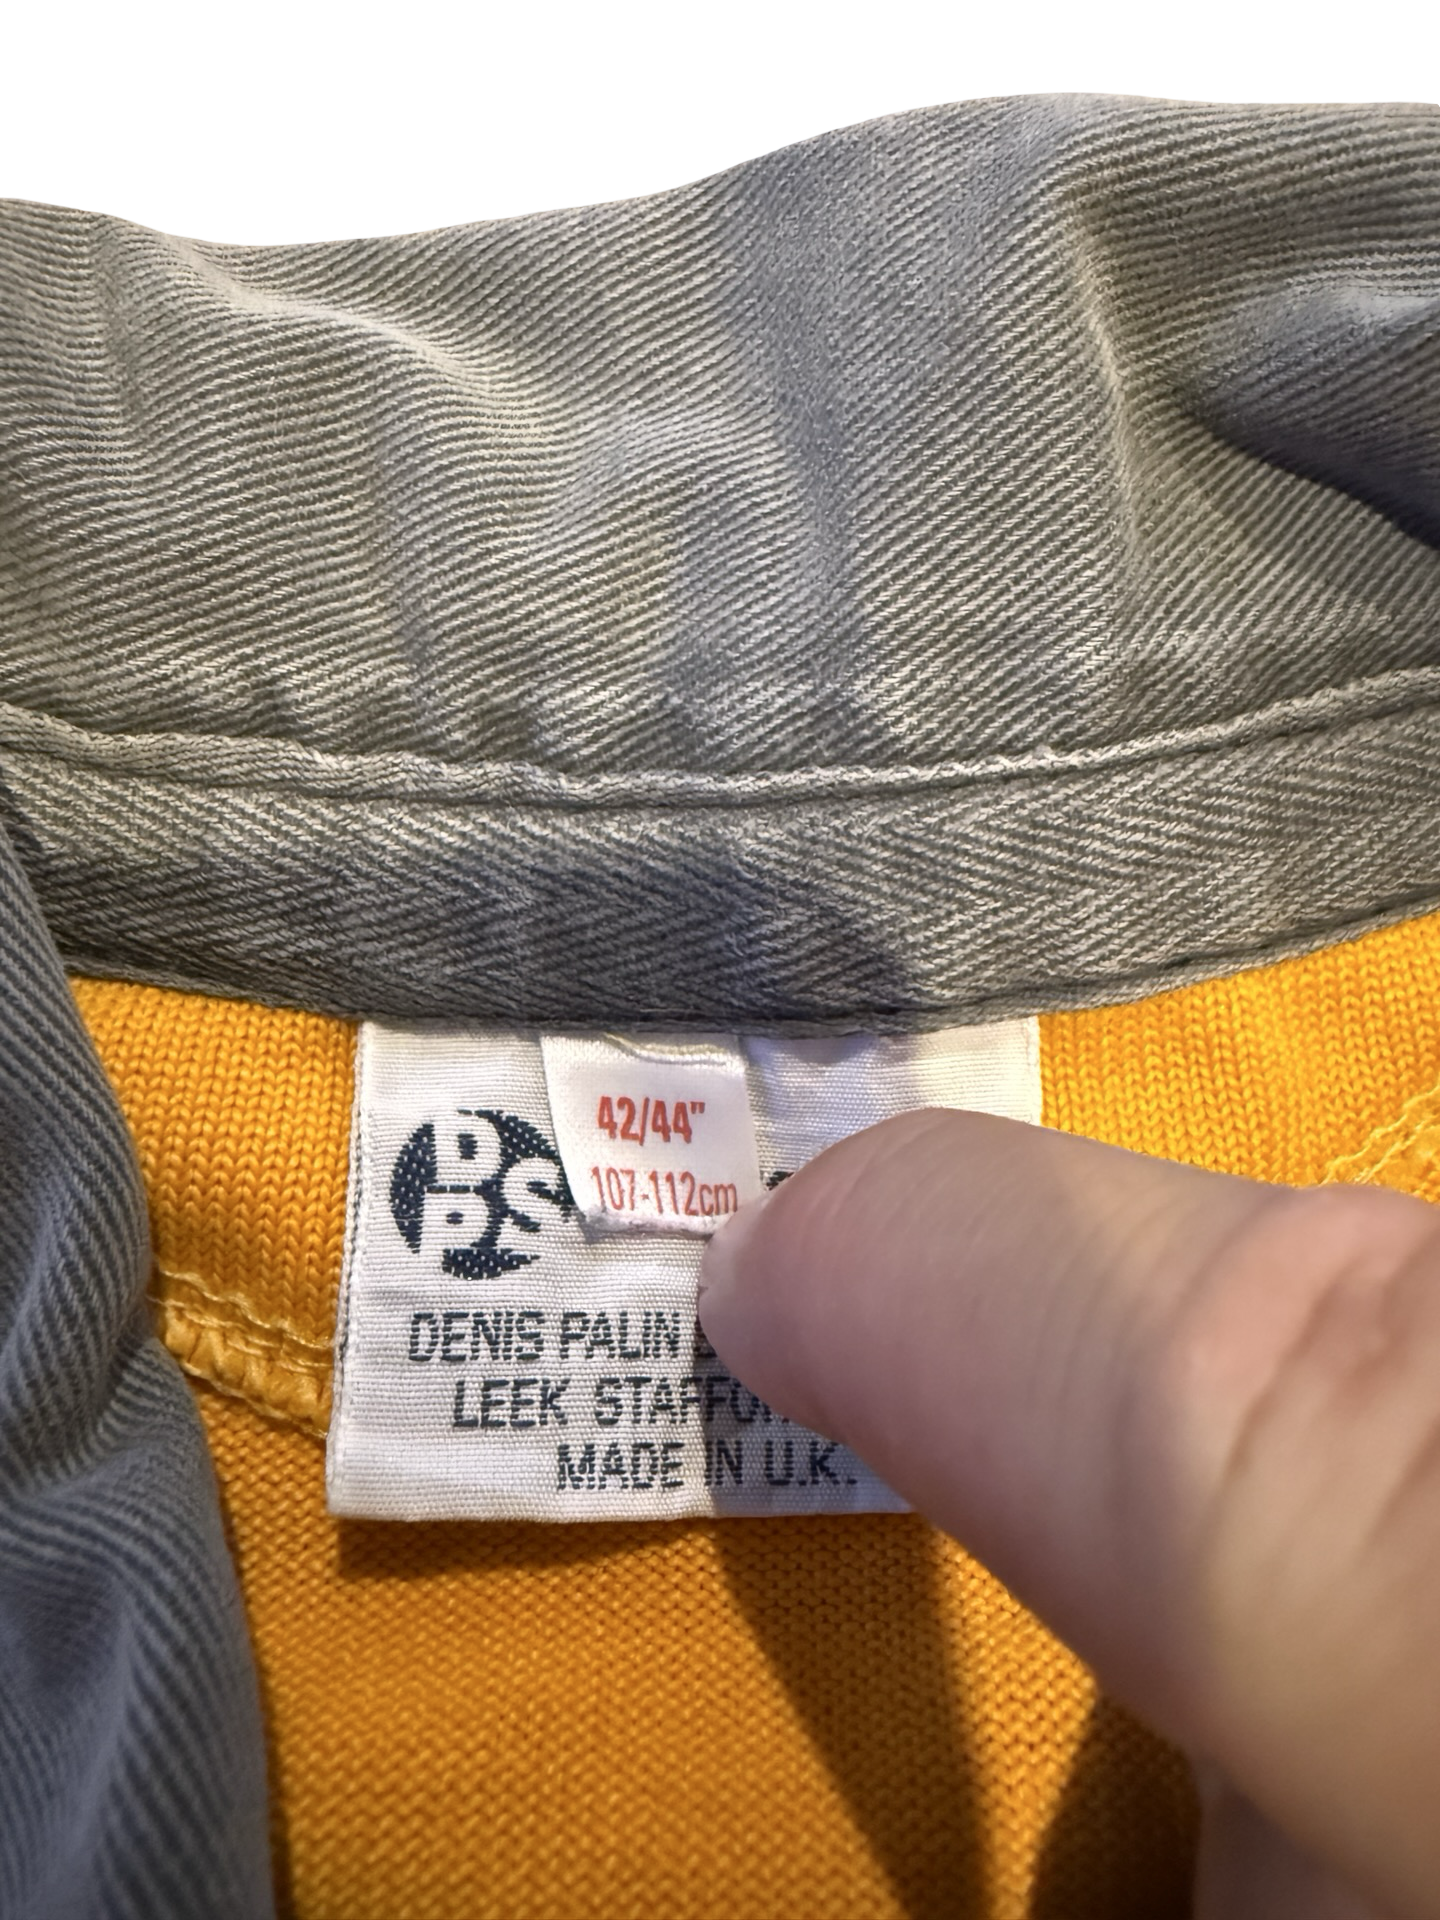 42/44"
107-112cm
DPS
DENIS PALIN
LEEK
MADE IN U.K.